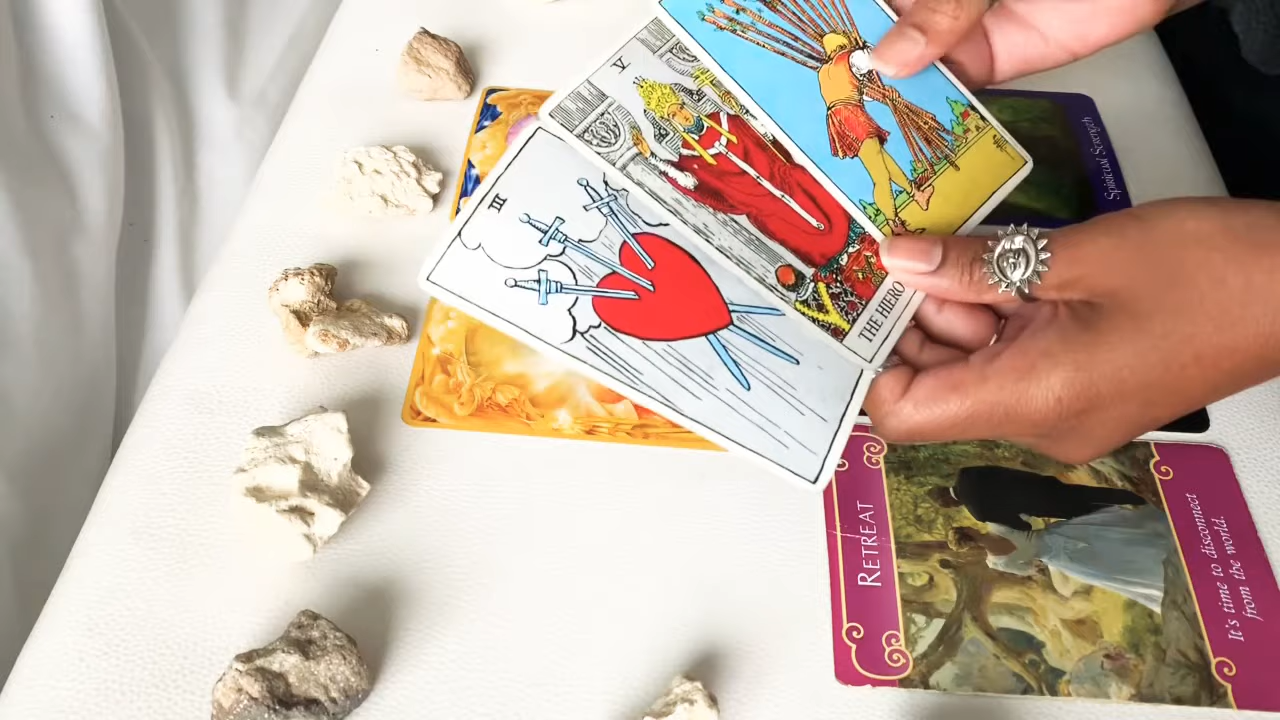 V
III
THE HIERO
Spiritual Strength
RETREAT
It's time to disconnect
from the world.